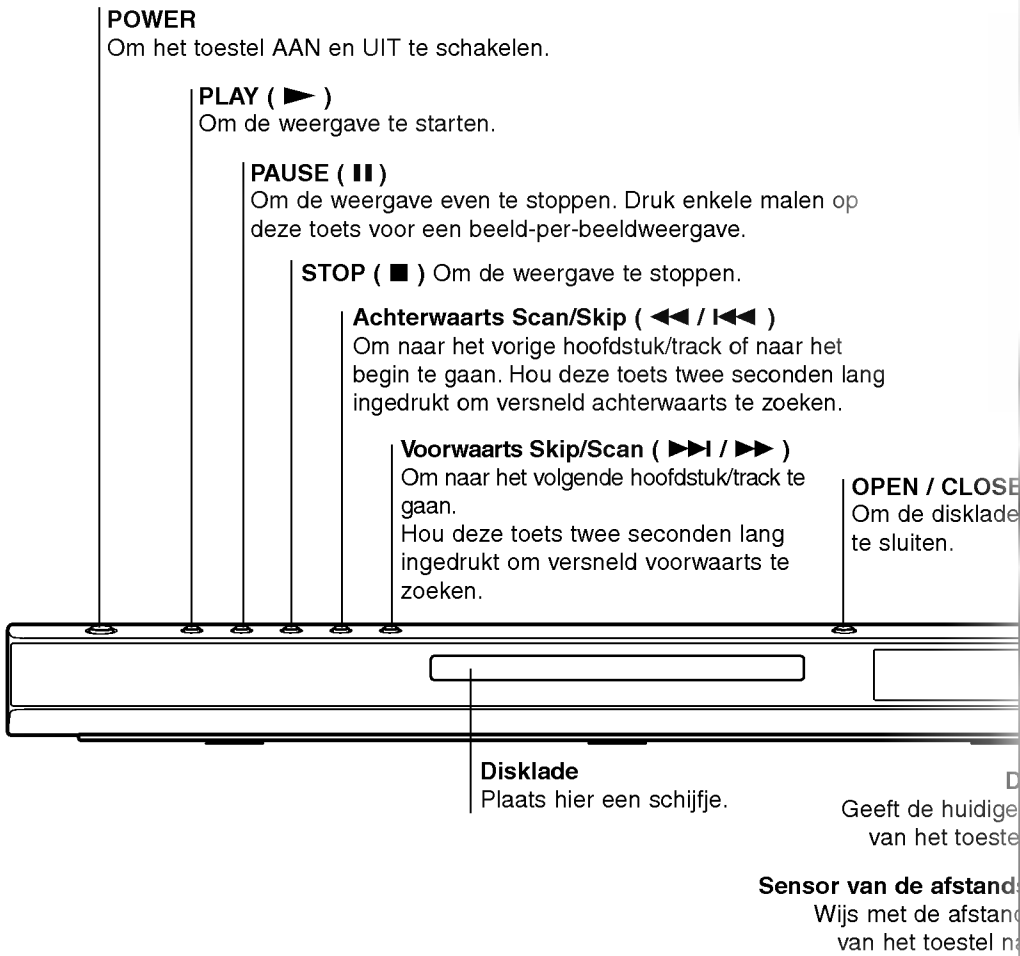 POWER
Om het toestel AAN en UIT te schakelen.
PLAY ( ► )
Om de weergave te starten.
PAUSE ( ❚❚ )
Om de weergave even te stoppen. Druk enkele malen op
deze toets voor een beeld-per-beeldweergave.
STOP ( ■ ) Om de weergave te stoppen.
Achterwaarts Scan/Skip ( ◄◄ / I◄◄ )
Om naar het vorige hoofdstuk/track of naar het
begin te gaan. Hou deze toets twee seconden lang
ingedrukt om versneld achterwaarts te zoeken.
Voorwaarts Skip/Scan ( ►►I / ►► )
Om naar het volgende hoofdstuk/track te
gaan.
Hou deze toets twee seconden lang
ingedrukt om versneld voorwaarts te
zoeken.
OPEN / CLOSE
Om de disklade
te sluiten.
Disklade
Plaats hier een schijfje.
Geeft de huidige
van het
Sensor van de
Wijs met de
van het toestel